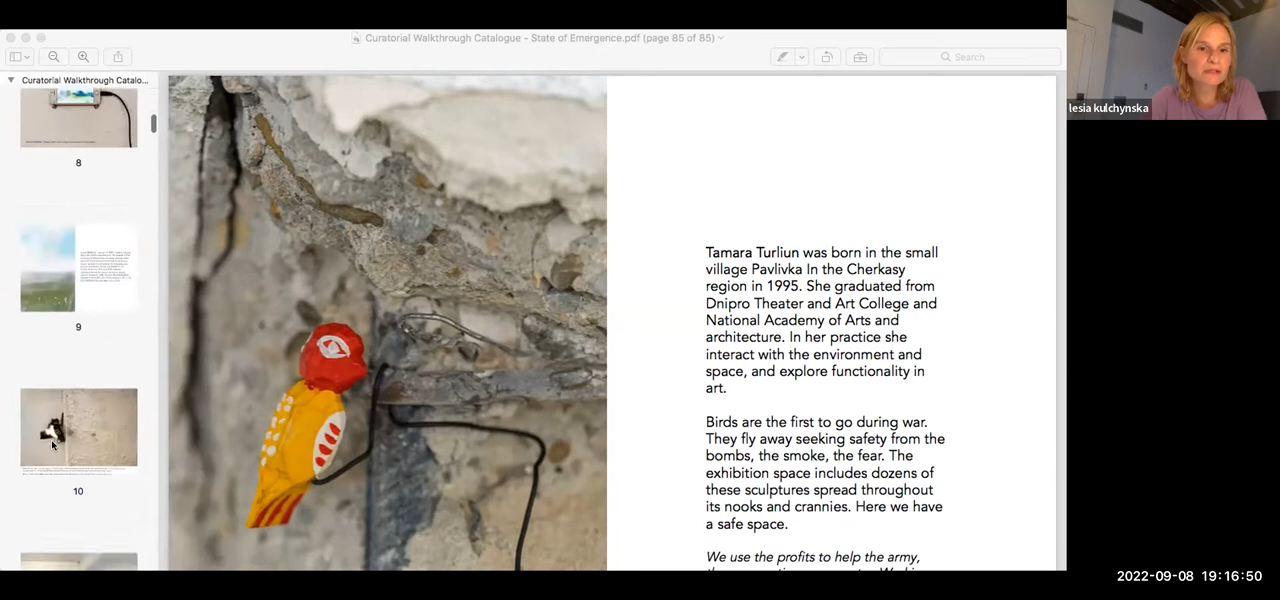 Curatorial Walkthrough Catalogue - State of Emergence.pdf (page 85 of 85)
Search
Curatorial Walkthrough Catalo...
8
9
10
lesia kulchynska
Tamara Turliun was born in the small
village Pavlivka In the Cherkasy
region in 1995. She graduated from
Dnipro Theater and Art College and
National Academy of Arts and
architecture. In her practice she
interact with the environment and
space, and explore functionality in
art.
Birds are the first to go during war.
They fly away seeking safety from the
bombs, the smoke, the fear. The
exhibition space includes dozens of
these sculptures spread throughout
its nooks and crannies. Here we have
a safe space.
We use the profits to help the army,
2022-09-08 19:16:50